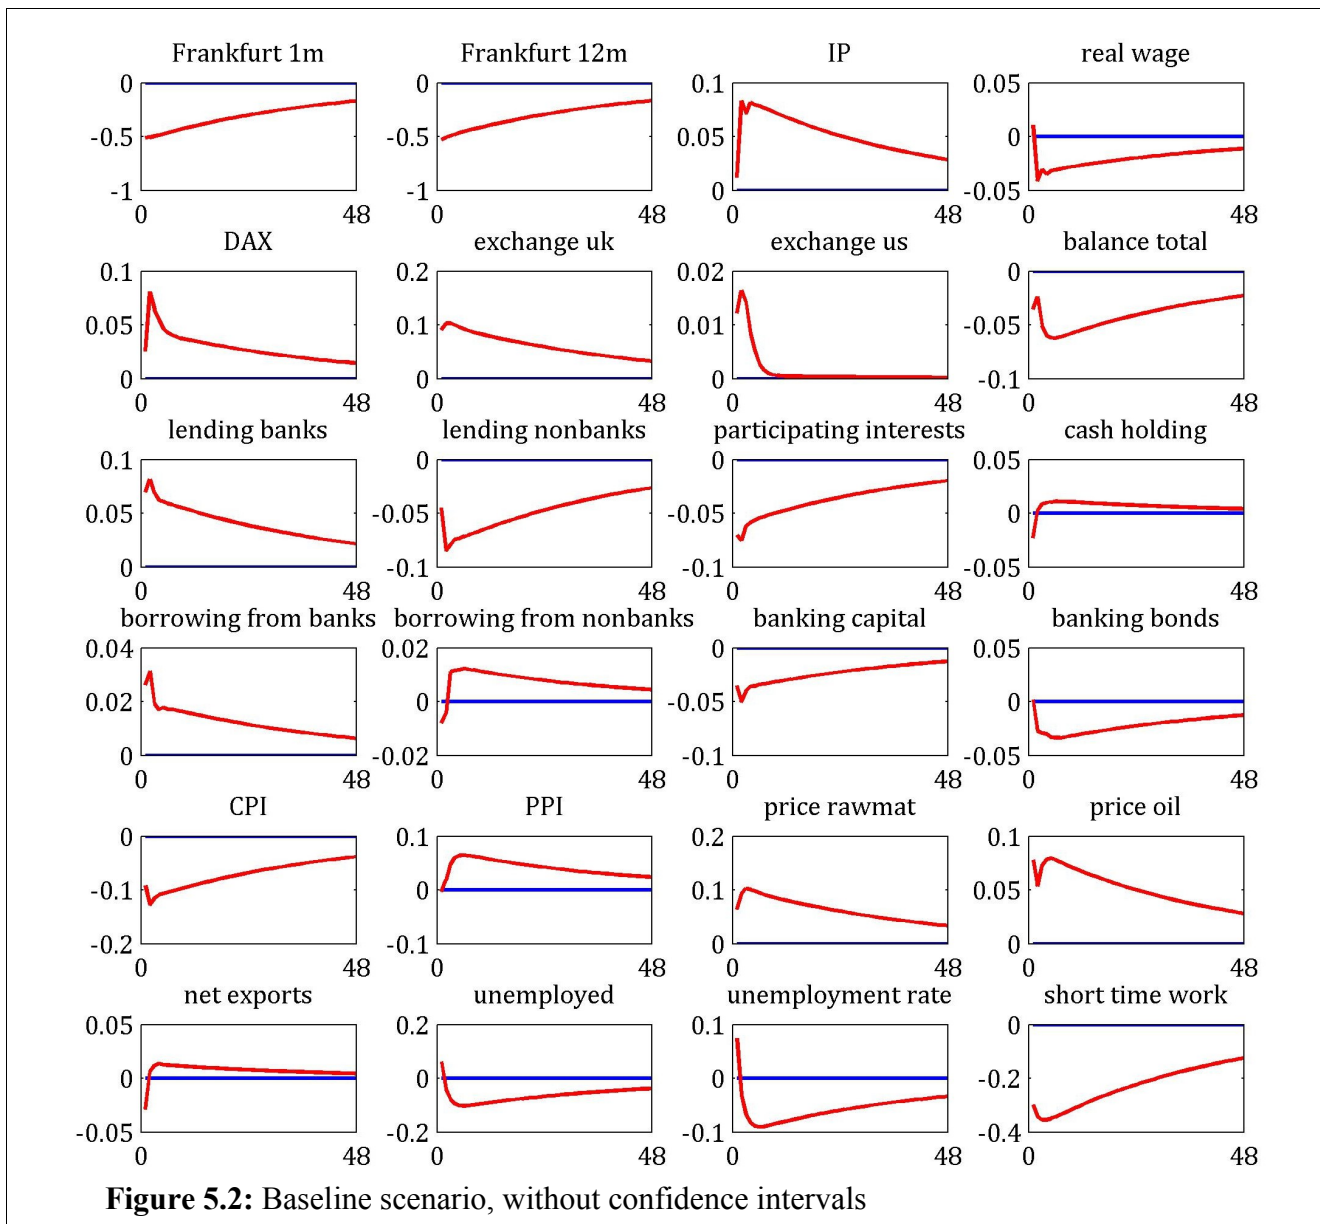 Frankfurt 1m Frankfurt 12m IP real wage
0 0 0.1 0.05
-0.5 -0.5 0.05 0
-1 -1 0 -0.05
0 48 0 48 0 48 0 48
DAX exchange uk exchange us balance total
0.1 0.2 0.02 0
0.05 0.1 0.01 -0.05
0 0 0 -0.1
0 48 0 48 0 48 0 48
lending banks lending nonbanks participating interests cash holding
0.1 0 0 0.05
0.05 -0.05 -0.05 0
0 -0.1 -0.1 -0.05
0 48 0 48 0 48 0 48
borrowing from banks borrowing from nonbanks banking capital banking bonds
0.04 0.02 0 0.05
0.02 0 -0.05 0
0 -0.02 -0.1 -0.05
0 48 0 48 0 48 0 48
CPI PPI price rawmat price oil
0 0.1 0.2 0.1
-0.1 0 0.1 0.05
-0.2 -0.1 0 0
0 48 0 48 0 48 0 48
net exports unemployed unemployment rate short time work
0.05 0.2 0.1 0
0 0 0 -0.2
-0.05 -0.2 -0.1 -0.4
0 48 0 48 0 48 0 48
Figure 5.2: Baseline scenario, without confidence intervals